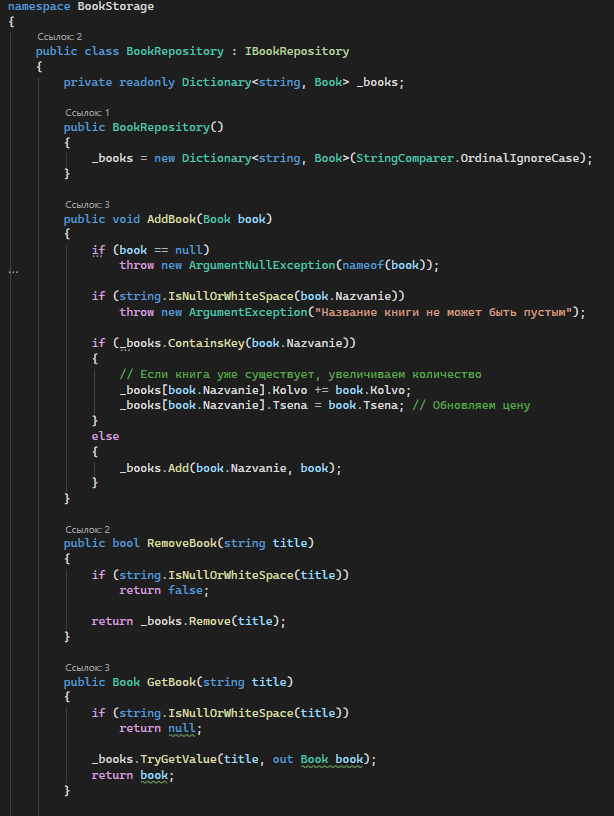 namespace BookStorage
{
Ссылок: 2
public class BookRepository : IBookRepository
{
private readonly Dictionary<string, Book> _books;
Ссылок: 1
public BookRepository()
{
_books = new Dictionary<string, Book>(StringComparer.OrdinalIgnoreCase);
}
Ссылок: 3
public void AddBook(Book book)
{
if (book == null)
throw new ArgumentNullException(nameof(book));
if (string.IsNullOrWhiteSpace(book.Nazvanie))
throw new ArgumentException("Название книги не может быть пустым");
if (_books.ContainsKey(book.Nazvanie))
{
// Если книга уже существует, увеличиваем количество
_books[book.Nazvanie].Kolvo += book.Kolvo;
_books[book.Nazvanie].Tsena = book.Tsena; // Обновляем цену
}
else
{
_books.Add(book.Nazvanie, book);
}
}
Ссылок: 2
public bool RemoveBook(string title)
{
if (string.IsNullOrWhiteSpace(title))
return false;
return _books.Remove(title);
}
Ссылок: 3
public Book GetBook(string title)
{
if (string.IsNullOrWhiteSpace(title))
return null;
_books.TryGetValue(title, out Book book);
return book;
}